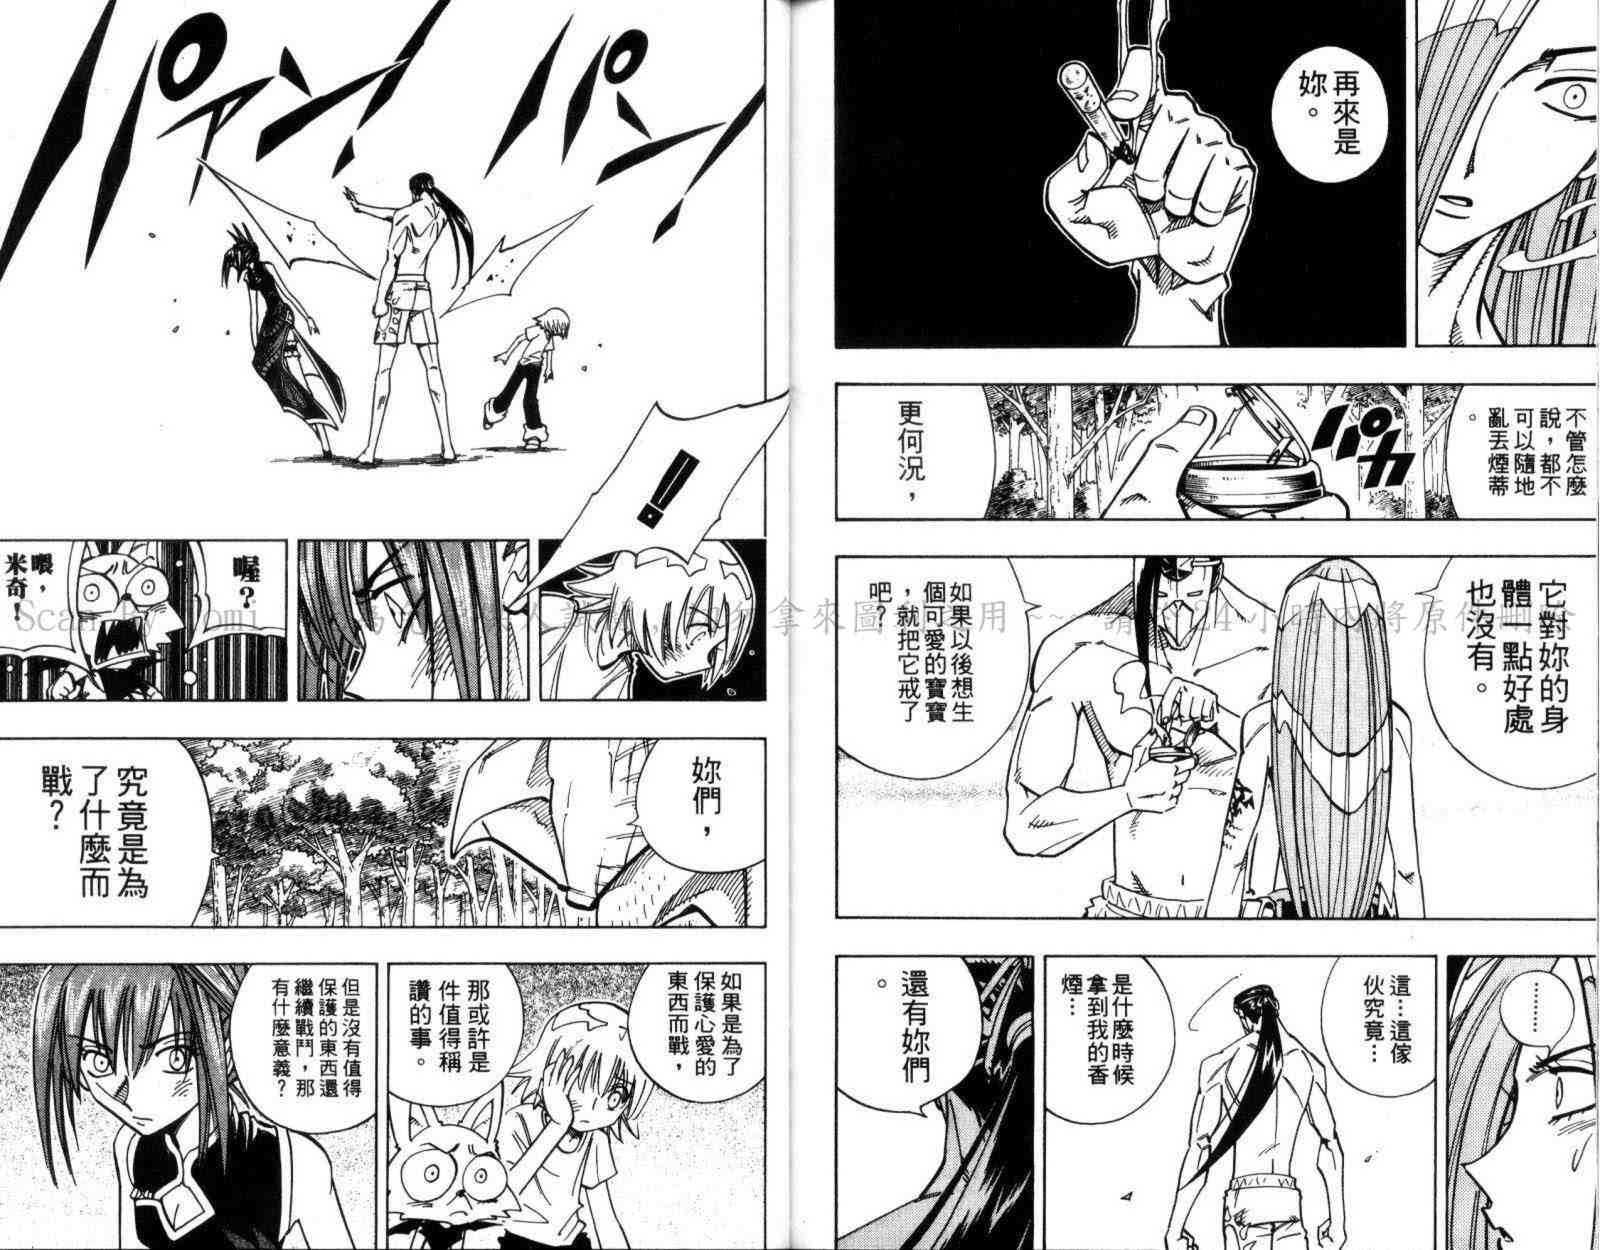 再來是
妳。
不管怎麼
說，都不
可以隨地
亂丟煙蒂
。
パカ
更何況，
它對妳的身
體一點好處
也沒有。
如果以後想生
個可愛的寶寶
，就把它戒了
吧？
………
這…這傢
伙究竟…
是什麼時候
拿到我的香
煙…
還有妳們
。
パン!
パァン!
!
喔？
喂，
米奇！
妳們，
究竟是為
了什麼而
戰？
如果是為了
保護心愛的
東西而戰，
那或許是
件值得稱
讚的事。
但是沒有值得
保護的東西還
繼續戰鬥，那
有什麼意義？
Scan by Tomi